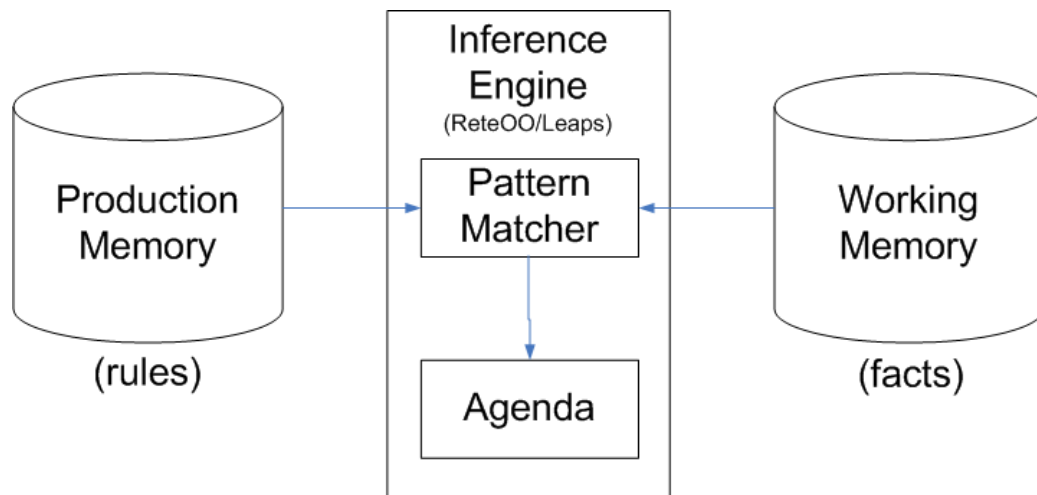 Inference
Engine
(ReteOO/Leaps)
Production
Memory
(rules)
Pattern
Matcher
Agenda
Working
Memory
(facts)